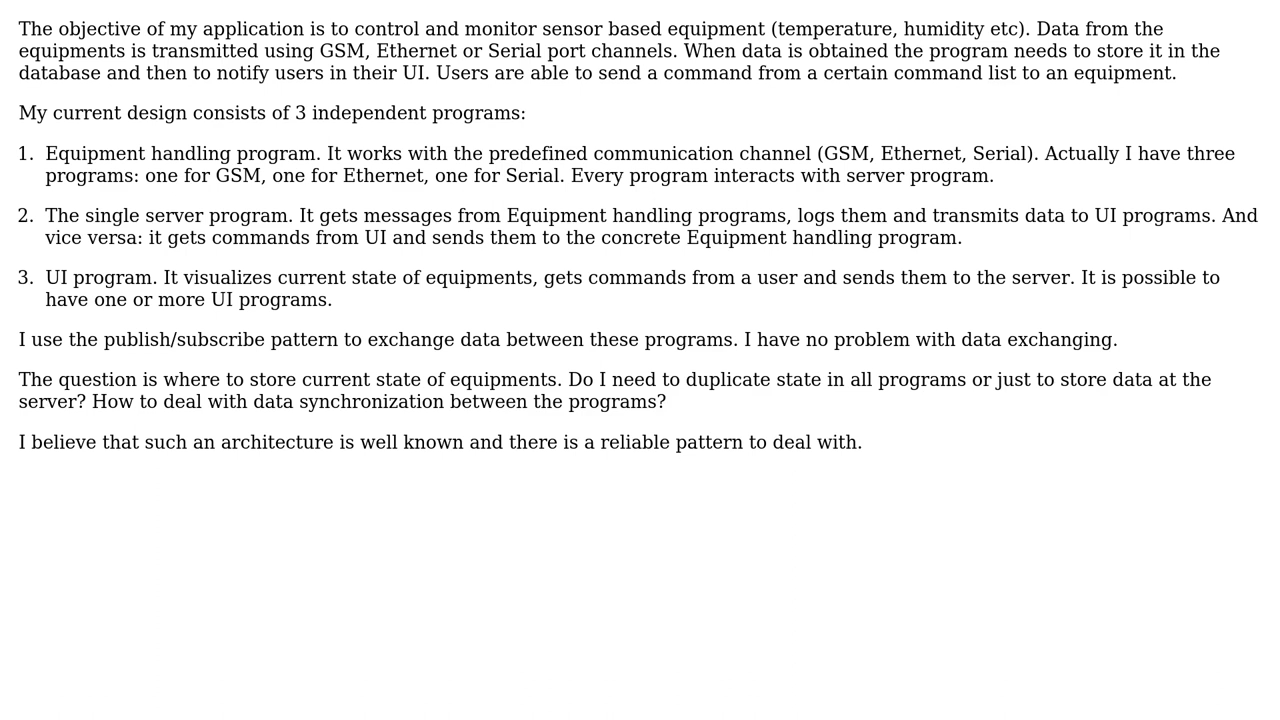 The objective of my application is to control and monitor sensor based equipment (temperature, humidity etc). Data from the
equipments is transmitted using GSM, Ethernet or Serial port channels. When data is obtained the program needs to store it in the
database and then to notify users in their UI. Users are able to send a command from a certain command list to an equipment.
My current design consists of 3 independent programs:
1. Equipment handling program. It works with the predefined communication channel (GSM, Ethernet, Serial). Actually I have three
programs: one for GSM, one for Ethernet, one for Serial. Every program interacts with server program.
2. The single server program. It gets messages from Equipment handling programs, logs them and transmits data to UI programs. And
vice versa: it gets commands from UI and sends them to the concrete Equipment handling program.
3. UI program. It visualizes current state of equipments, gets commands from a user and sends them to the server. It is possible to
have one or more UI programs.
I use the publish/subscribe pattern to exchange data between these programs. I have no problem with data exchanging.
The question is where to store current state of equipments. Do I need to duplicate state in all programs or just to store data at the
server? How to deal with data synchronization between the programs?
I believe that such an architecture is well known and there is a reliable pattern to deal with.